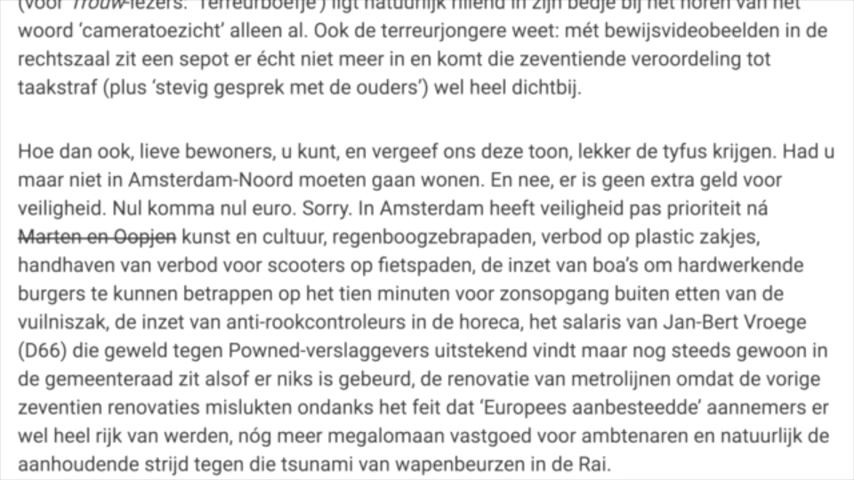 (voor Trouw-lezers: 'Terreurboefje') ligt natuurlijk rillend in zijn bedje bij het horen van het
woord ‘cameratoezicht’ alleen al. Ook de terreurjongere weet: mét bewijsvideobeelden in de
rechtszaal zit een sepot er écht niet meer in en komt die zeventiende veroordeling tot
taakstraf (plus ‘stevig gesprek met de ouders’) wel heel dichtbij.
Hoe dan ook, lieve bewoners, u kunt, en vergeef ons deze toon, lekker de tyfus krijgen. Had u
maar niet in Amsterdam-Noord moeten gaan wonen. En nee, er is geen extra geld voor
veiligheid. Nul komma nul euro. Sorry. In Amsterdam heeft veiligheid pas prioriteit ná
Marten en Oopjen kunst en cultuur, regenboogzebrapaden, verbod op plastic zakjes,
handhaven van verbod voor scooters op fietspaden, de inzet van boa’s om hardwerkende
burgers te kunnen betrappen op het tien minuten voor zonsopgang buiten etten van de
vuilniszak, de inzet van anti-rookcontroleurs in de horeca, het salaris van Jan-Bert Vroege
(D66) die geweld tegen Powned-verslaggevers uitstekend vindt maar nog steeds gewoon in
de gemeenteraad zit alsof er niks is gebeurd, de renovatie van metrolijnen omdat de vorige
zeventien renovaties mislukten ondanks het feit dat ‘Europees aanbesteedde’ aannemers er
wel heel rijk van werden, nóg meer megalomaan vastgoed voor ambtenaren en natuurlijk de
aanhoudende strijd tegen die tsunami van wapenbeurzen in de Rai.